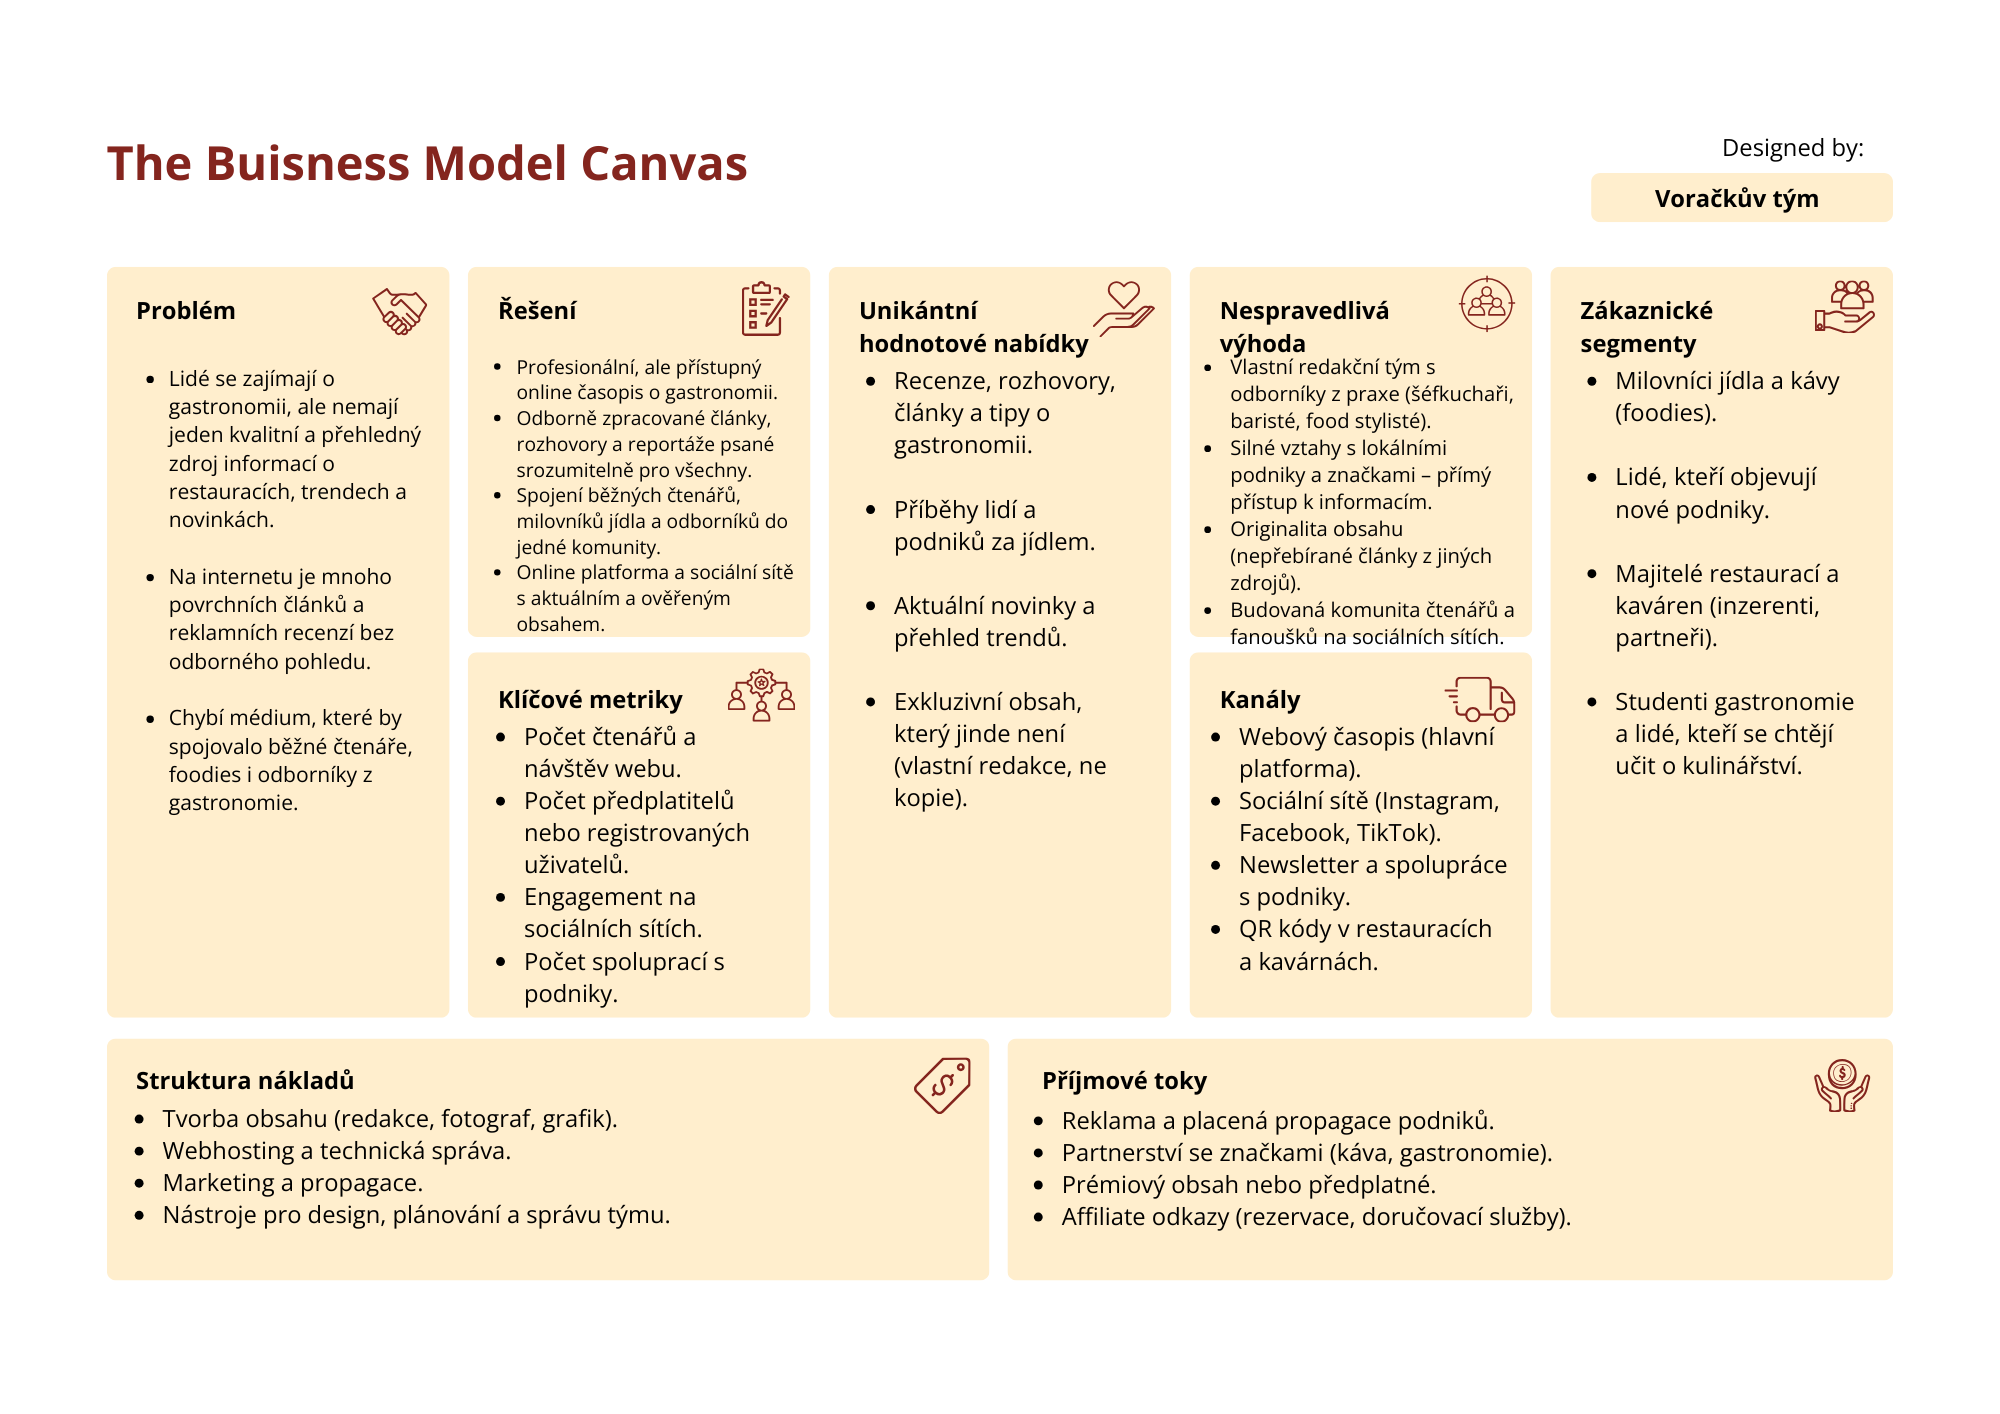 The Buisness Model Canvas
Designed by:
Voračkův tým
Problém
Lidé se zajímají o
gastronomii, ale nemají
jeden kvalitní a přehledný
zdroj informací o
restauracích, trendech a
novinkách.
Na internetu je mnoho
povrchních článků a
reklamních recenzí bez
odborného pohledu.
Chybí médium, které by
spojovalo běžné čtenáře,
foodies i odborníky z
gastronomie.
Řešení
Profesionální, ale přístupný
online časopis o gastronomii.
Odborně zpracované články,
rozhovory a reportáže psané
srozumitelně pro všechny.
Spojení běžných čtenářů,
milovníků jídla a odborníků do
jedné komunity.
Online platforma a sociální sítě
s aktuálním a ověřeným
obsahem.
Klíčové metriky
Počet čtenářů a
návštěv webu.
Počet předplatitelů
nebo registrovaných
uživatelů.
Engagement na
sociálních sítích.
Počet spoluprací s
podniky.
Unikántní
hodnotové nabídky
Recenze, rozhovory,
články a tipy o
gastronomii.
Příběhy lidí a
podniků za jídlem.
Aktuální novinky a
přehled trendů.
Exkluzivní obsah,
který jinde není
(vlastní redakce, ne
kopie).
Nespravedlivá
výhoda
Vlastní redakční tým s
odborníky z praxe (šéfkuchaři,
baristé, food stylisté).
Silné vztahy s lokálními
podniky a značkami – přímý
přístup k informacím.
Originalita obsahu
(nepřebírané články z jiných
zdrojů).
Budovaná komunita čtenářů a
fanoušků na sociálních sítích.
Kanály
Webový časopis (hlavní
platforma).
Sociální sítě (Instagram,
Facebook, TikTok).
Newsletter a spolupráce
s podniky.
QR kódy v restauracích
a kavárnách.
Zákaznické
segmenty
Milovníci jídla a kávy
(foodies).
Lidé, kteří objevují
nové podniky.
Majitelé restaurací a
kaváren (inzerenti,
partneři).
Studenti gastronomie
a lidé, kteří se chtějí
učit o kulinářství.
Struktura nákladů
Tvorba obsahu (redakce, fotograf, grafik).
Webhosting a technická správa.
Marketing a propagace.
Nástroje pro design, plánování a správu týmu.
Příjmové toky
Reklama a placená propagace podniků.
Partnerství se značkami (káva, gastronomie).
Prémiový obsah nebo předplatné.
Affiliate odkazy (rezervace, doručovací služby).